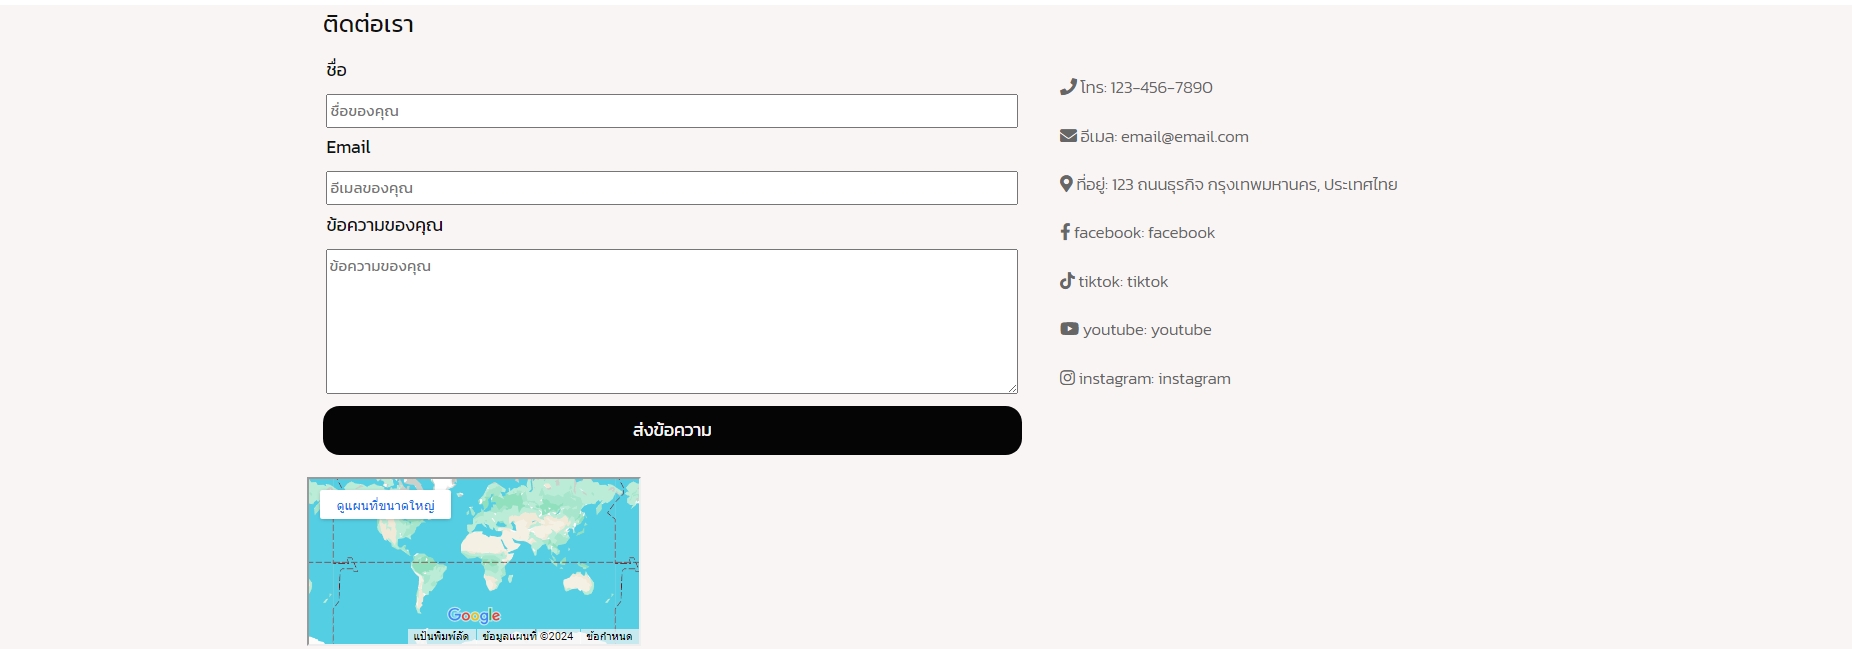 ติดต่อเรา
ชื่อ
ชื่อของคุณ
Email
อีเมลของคุณ
ข้อความของคุณ
ข้อความของคุณ
ส่งข้อความ
โทร: 123-456-7890
อีเมล: email@email.com
ที่อยู่: 123 ถนนธุรกิจ กรุงเทพมหานคร, ประเทศไทย
facebook: facebook
tiktok: tiktok
youtube: youtube
instagram: instagram
ดูแผนที่ขนาดใหญ่
Google
แป้นพิมพ์ลัด ข้อมูลแผนที่ ©2024 ข้อกำหนด